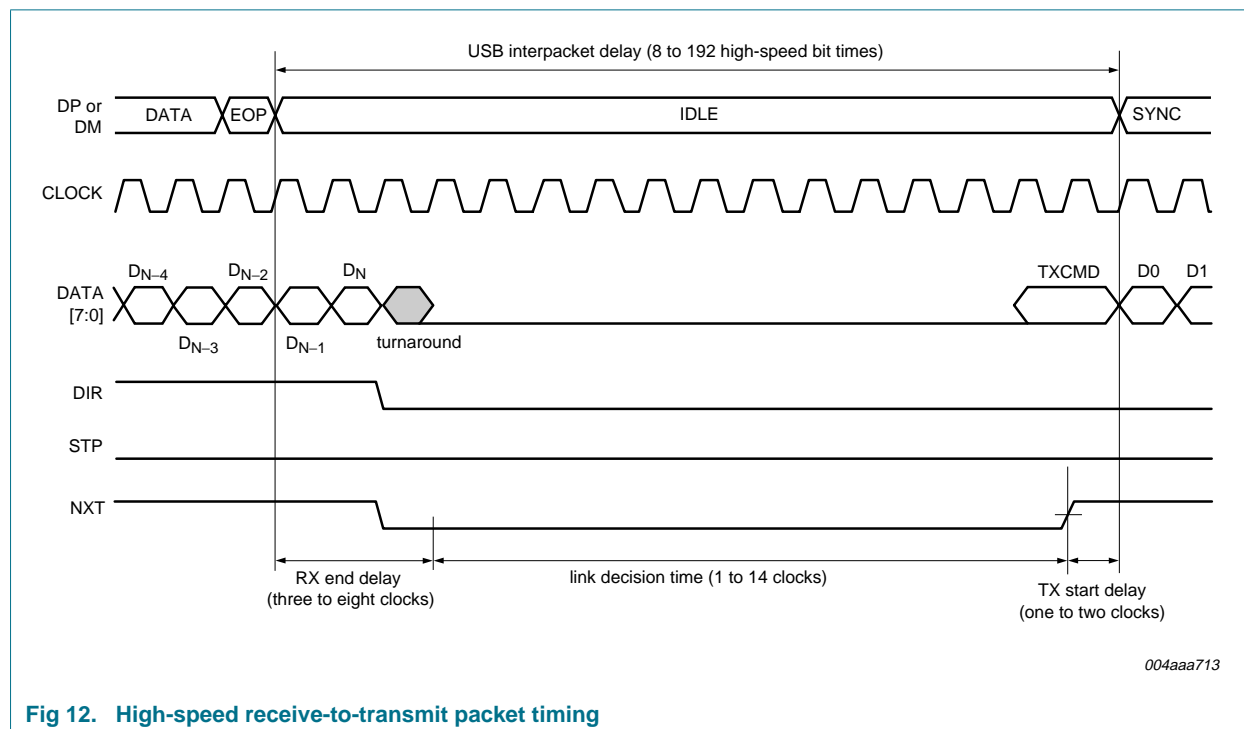 USB interpacket delay (8 to 192 high-speed bit times)
DP or
DM
DATA
EOP
IDLE
SYNC
CLOCK
DATA
[7:0]
DN–4
DN–3
DN–2
DN–1
DN
turnaround
TXCMD
D0
D1
DIR
STP
NXT
RX end delay
(three to eight clocks)
link decision time (1 to 14 clocks)
TX start delay
(one to two clocks)
004aaa713
Fig 12. High-speed receive-to-transmit packet timing